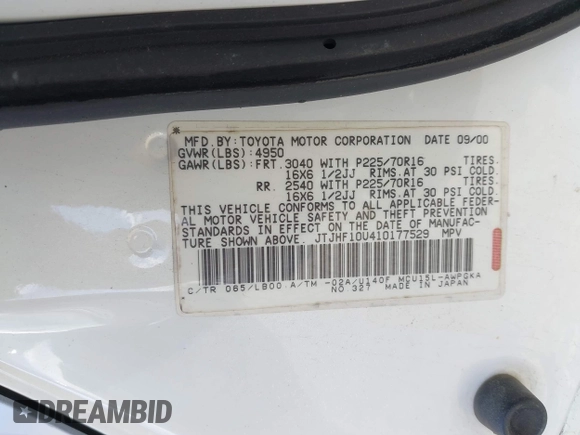 MFD.BY:TOYOTA MOTOR CORPORATION DATE 09/00
GVWR(LBS):4950
GAWR(LBS):FRT.3040 WITH P225/70R16 TIRES.
16X6 1/2JJ RIMS.AT 30 PSI COLD.
RR. 2540 WITH P225/70R16 TIRES.
16X6 1/2JJ RIMS.AT 30 PSI COLD.
THIS VEHICLE CONFORMS TO ALL APPLICABLE FEDER-
AL MOTOR VEHICLE SAFETY AND THEFT PREVENTION
STANDARDS IN EFFECT ON THE DATE OF MANUFAC-
TURE SHOWN ABOVE. JTJHF10U410177529 MPV
C/TR 065/LB00 A/TM -02A/U140F MCU15L-AWPGKA
NO 327 MADE IN JAPAN
DREAMBID